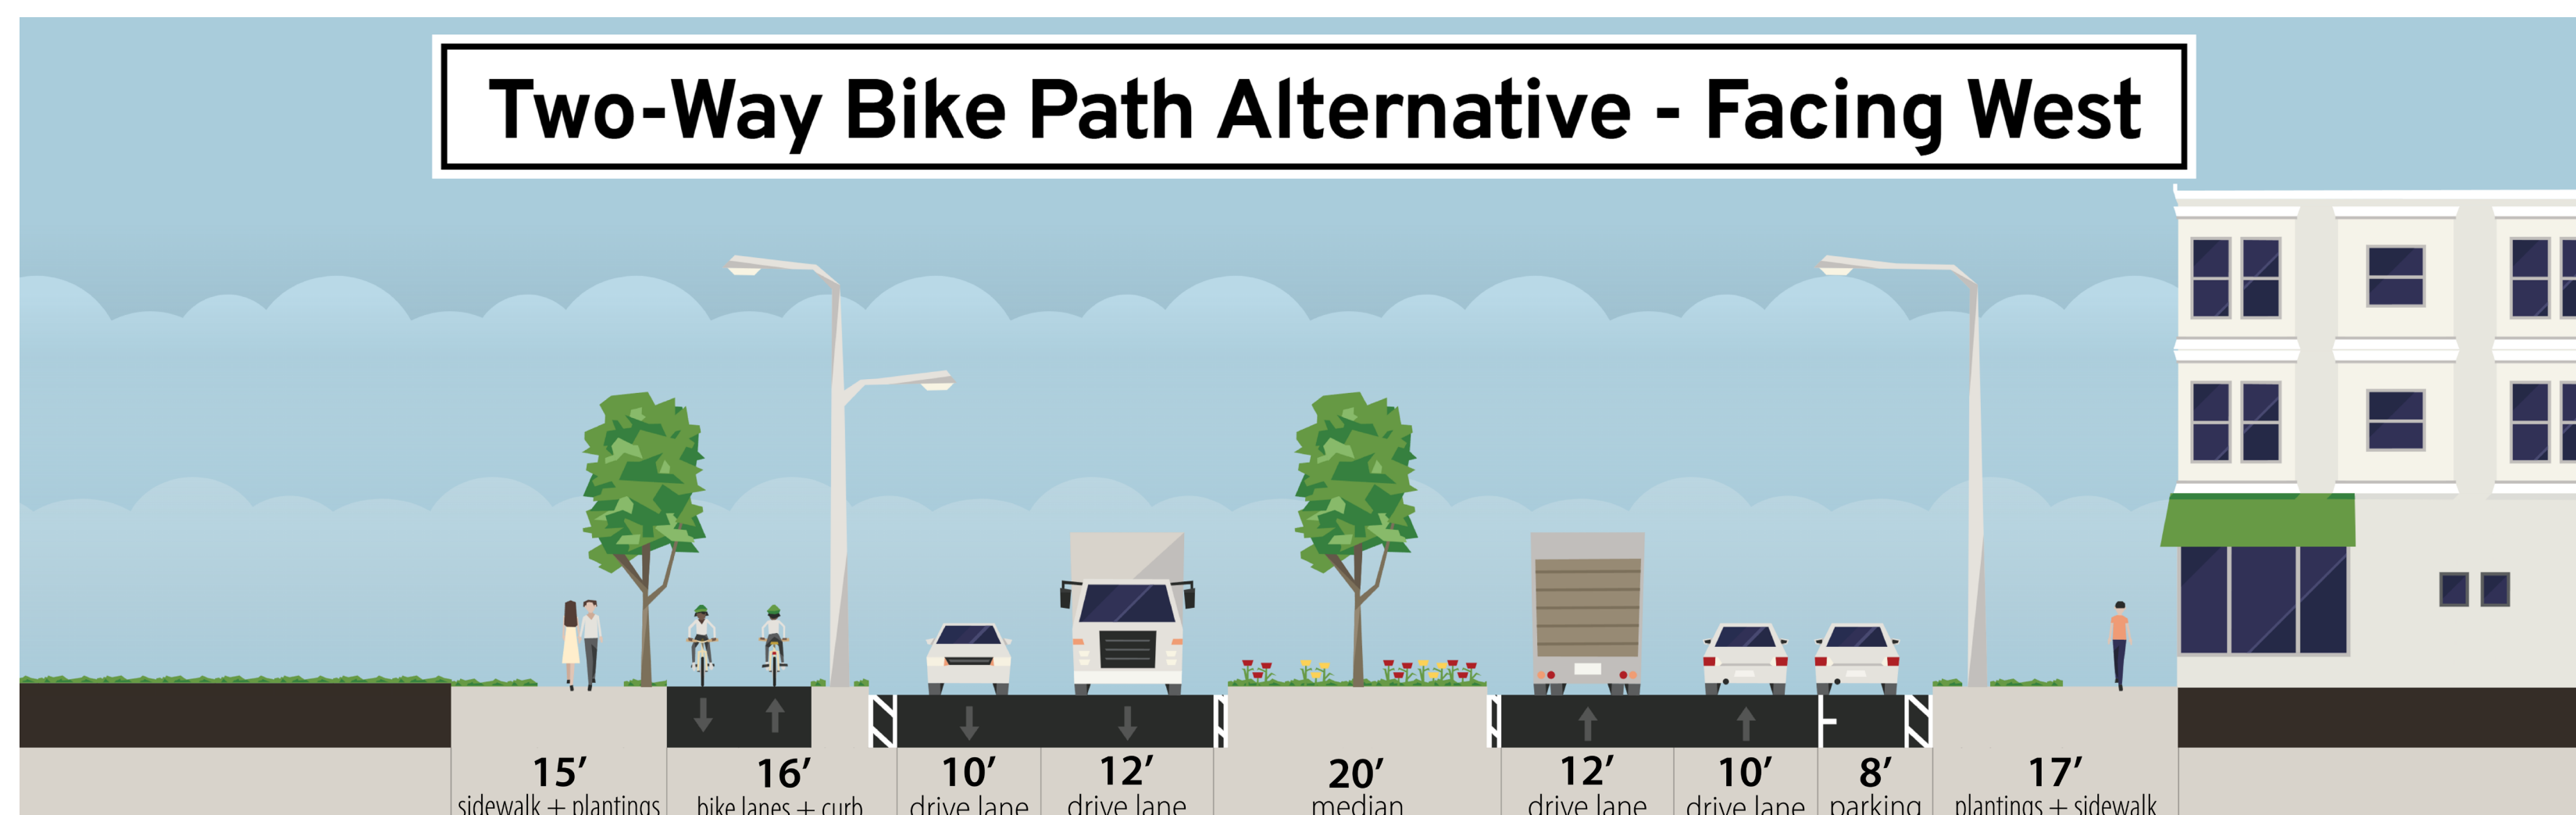 Two-Way Bike Path Alternative - Facing West
15’ 16’ 10’ 12’ 20’ 12’ 10’ 8’ 17’
sidewalk + plantings bike lanes + curb drive lane drive lane median drive lane drive lane parking plantings + sidewalk